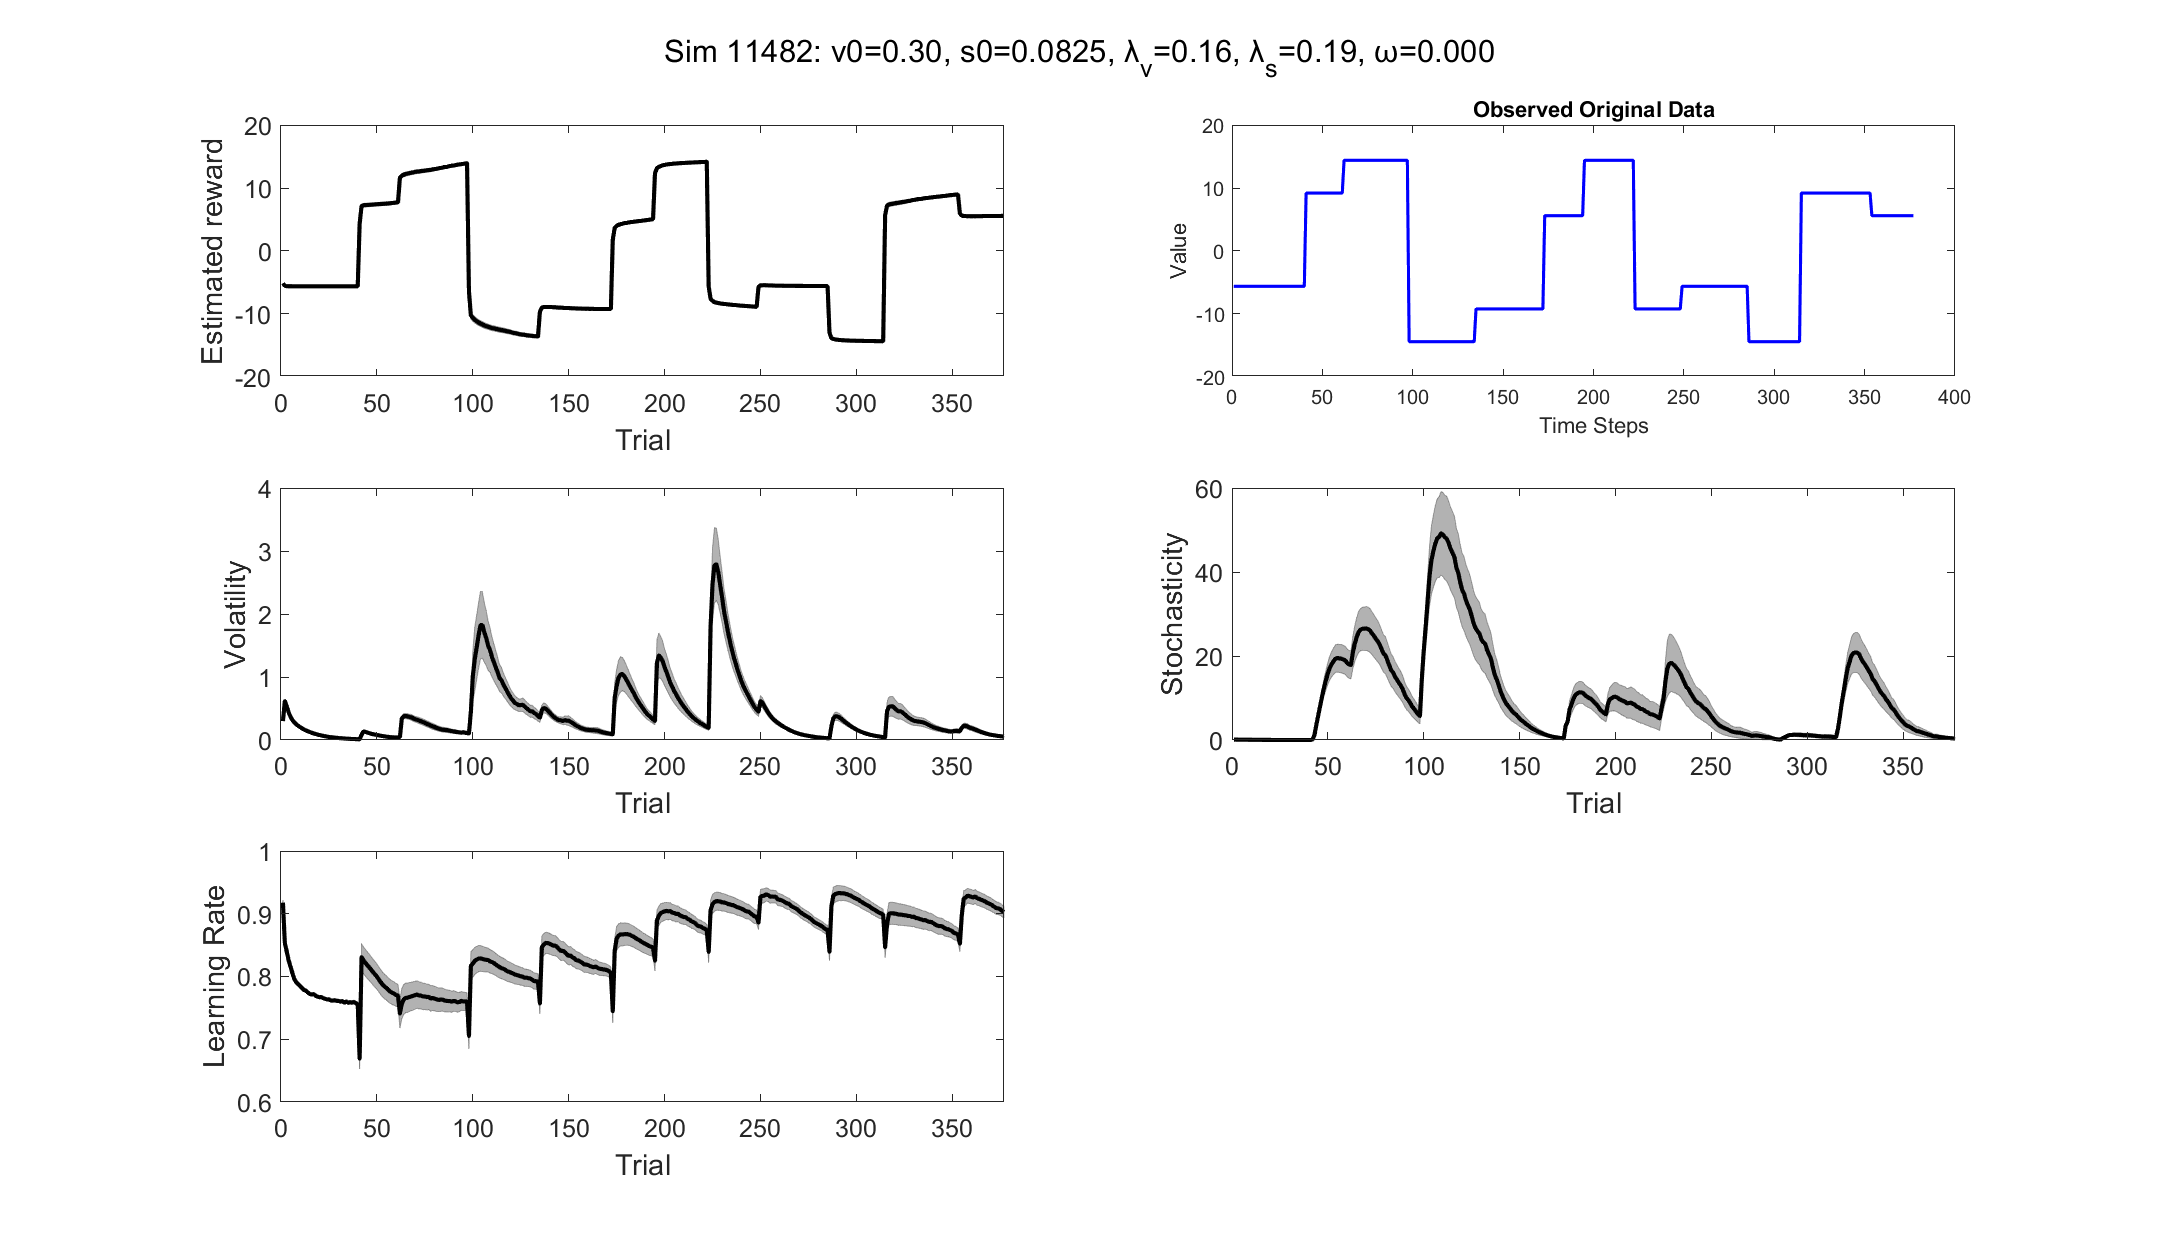 Sim 11482: v0=0.30, s0=0.0825, λ_v=0.16, λ_s=0.19, ω=0.000
Estimated reward
20
10
0
-10
-20
0 50 100 150 200 250 300 350
Trial
Observed Original Data
Value
20
10
0
-10
-20
0 50 100 150 200 250 300 350 400
Time Steps
Volatility
4
3
2
1
0
0 50 100 150 200 250 300 350
Trial
Stochasticity
60
40
20
0
0 50 100 150 200 250 300 350
Trial
Learning Rate
1
0.9
0.8
0.7
0.6
0 50 100 150 200 250 300 350
Trial